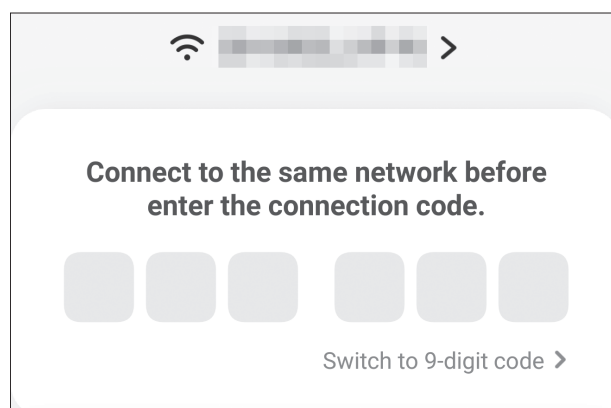 Connect to the same network before
enter the connection code.
Switch to 9-digit code >